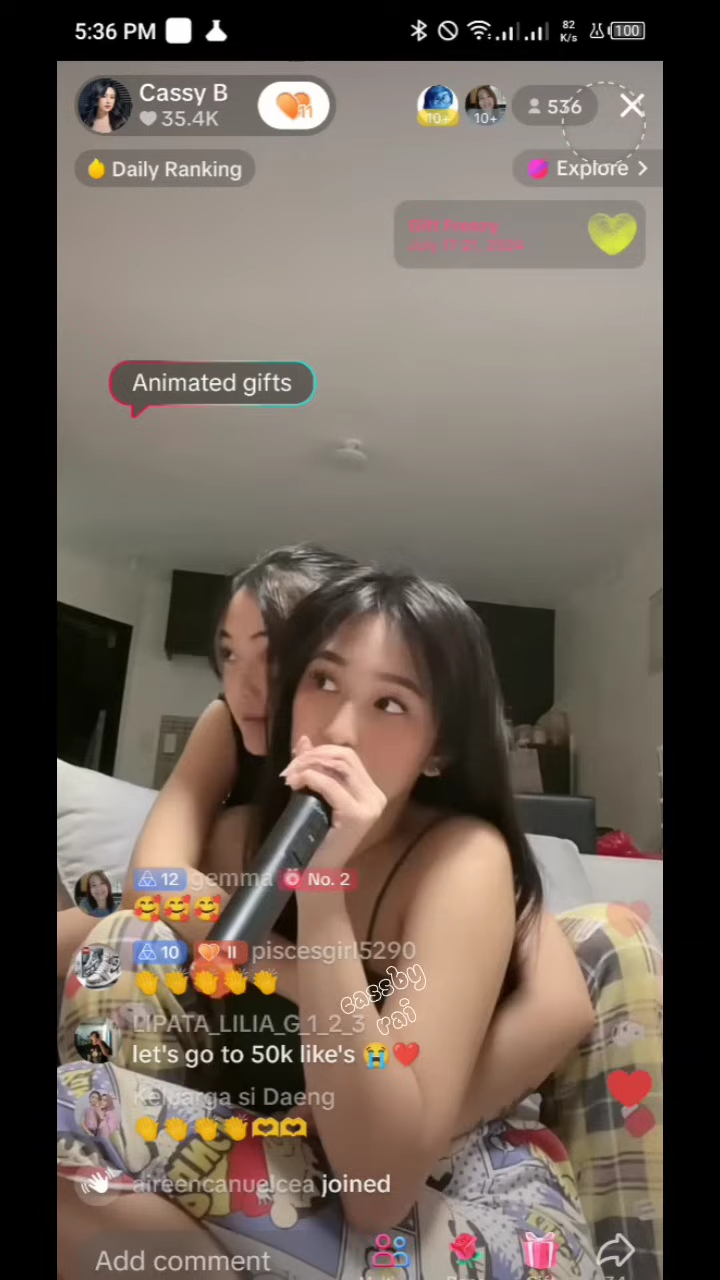 5:36 PM
82
K/s
100
Cassy B
35.4K
11
10+
10+
536
Daily Ranking
Explore
Animated gifts
12 gemma No. 2
🥰🥰🥰
10 II piscesgirl5290
👏👏👏👏👏
cassby
rai
LIPATA_LILIA_G_1_2_3
let's go to 50k like's 😭❤️
Keluarga si Daeng
👏👏👏👏🫶🫶
aireencanuelcea joined
Add comment